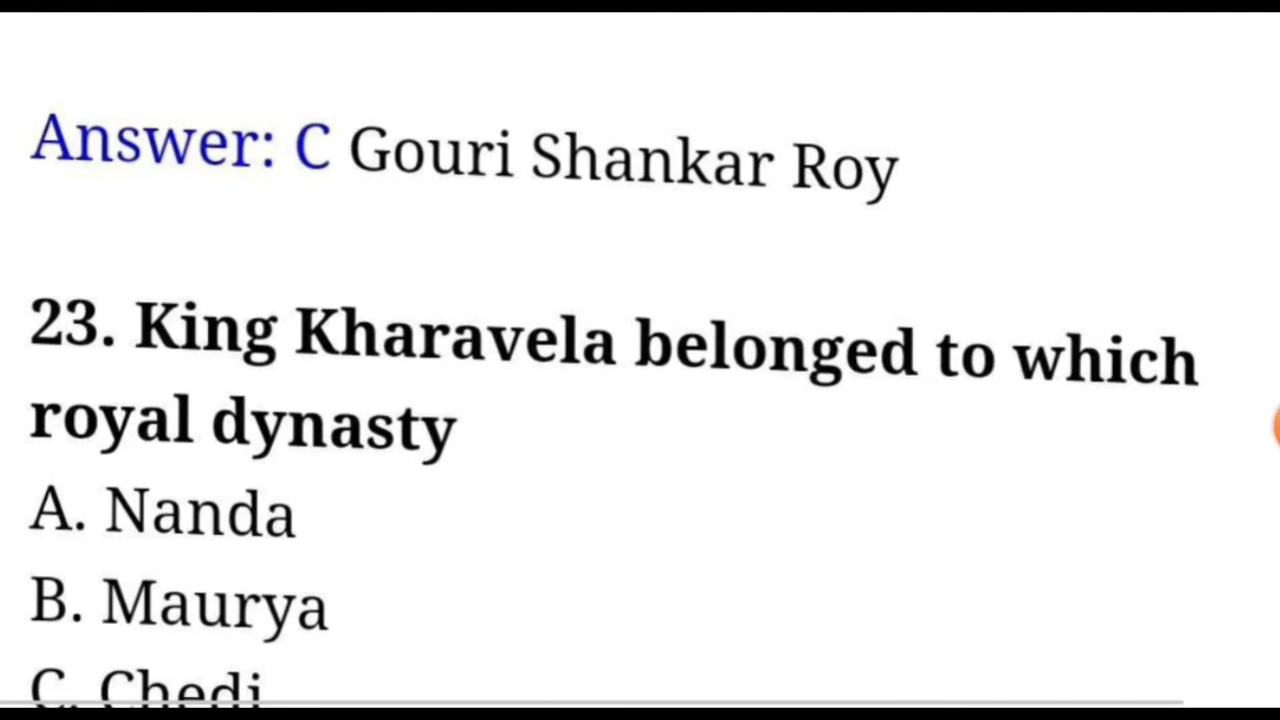 Answer: C Gouri Shankar Roy
23. King Kharavela belonged to which
royal dynasty
A. Nanda
B. Maurya
C. Chedi